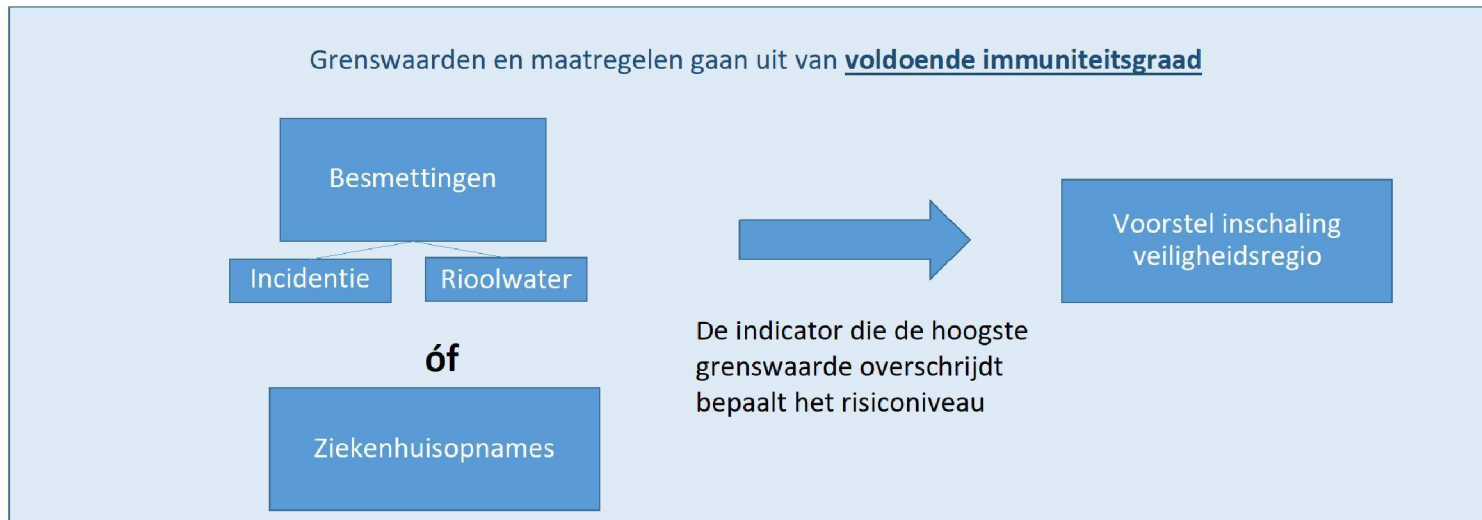 Grenswaarden en maatregelen gaan uit van voldoende immuniteitsgraad
Besmettingen
Incidentie
Rioolwater
óf
Ziekenhuisopnames
De indicator die de hoogste
grenswaarde overschrijdt
bepaalt het risiconiveau
Voorstel inschaling
veiligheidsregio